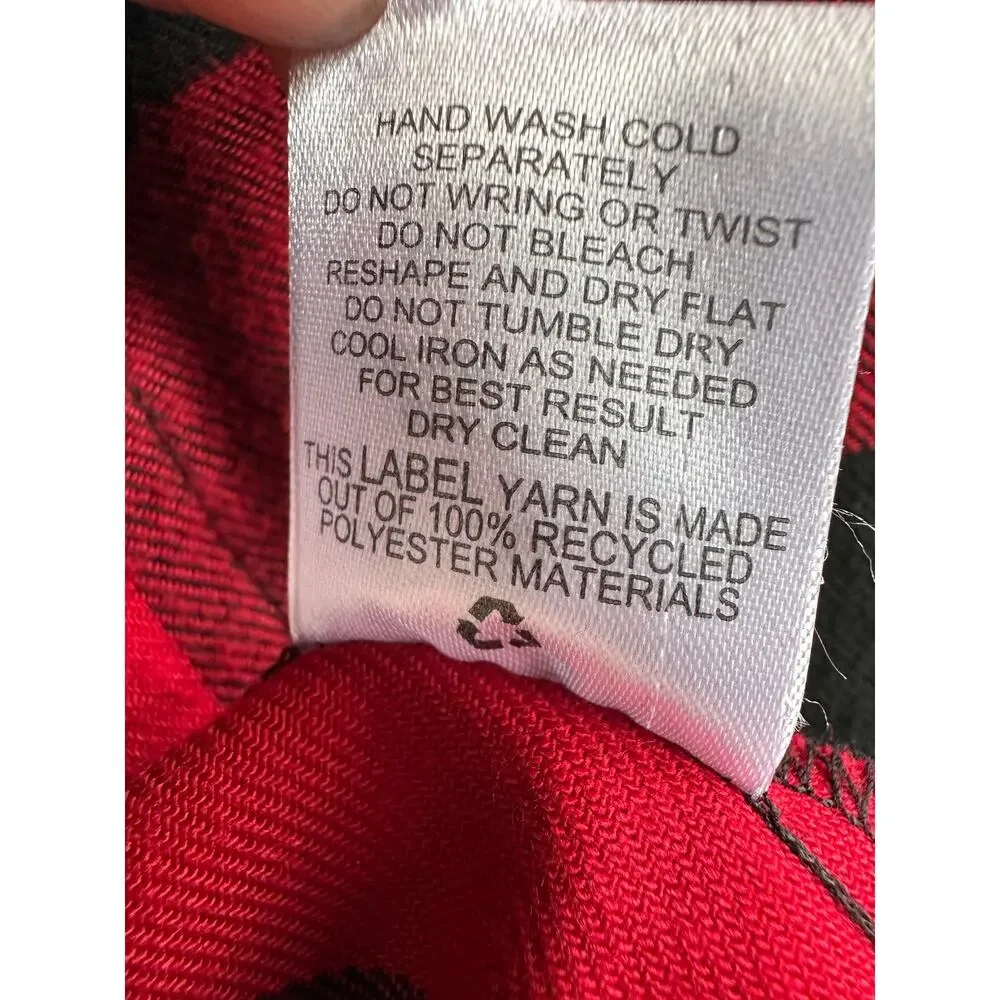 HAND WASH COLD
SEPARATELY
DO NOT WRING OR TWIST
DO NOT BLEACH
RESHAPE AND DRY FLAT
DO NOT TUMBLE DRY
COOL IRON AS NEEDED
FOR BEST RESULT
DRY CLEAN
THIS LABEL YARN IS MADE
OUT OF 100% RECYCLED
POLYESTER MATERIALS